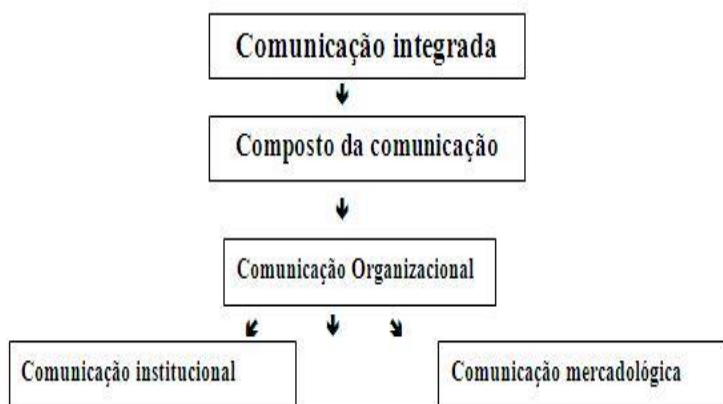 Comunicação integrada
Composto da comunicação
Comunicação Organizacional
Comunicação institucional
Comunicação mercadológica